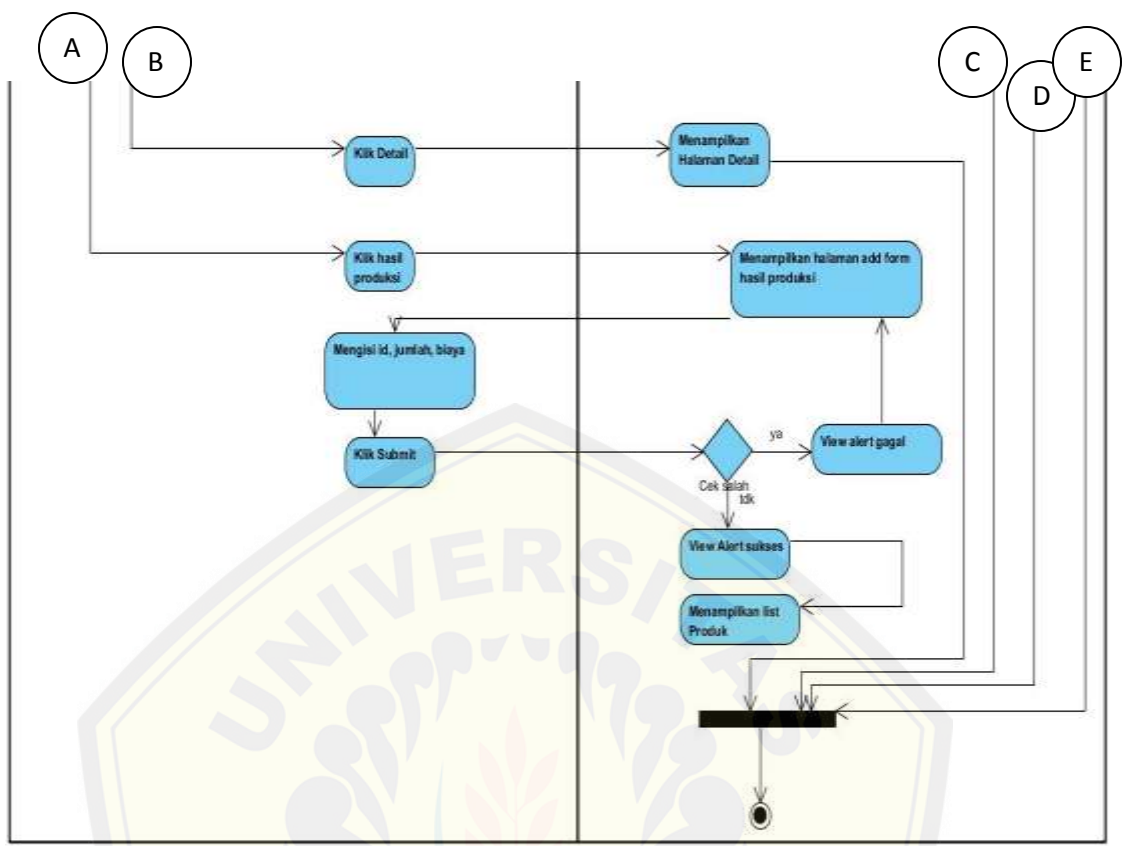 A
B
C
D
E
Klik Detail
Menampilkan
Halaman Detail
Klik hasil
produksi
Menampilkan halaman add form
hasil produksi
Mengisi id, jumlah, biaya
Klik Submit
ya
View alert gagal
Cek salah
tdk
View Alert sukses
Menampilkan list
Produk
UNIVERSITAS